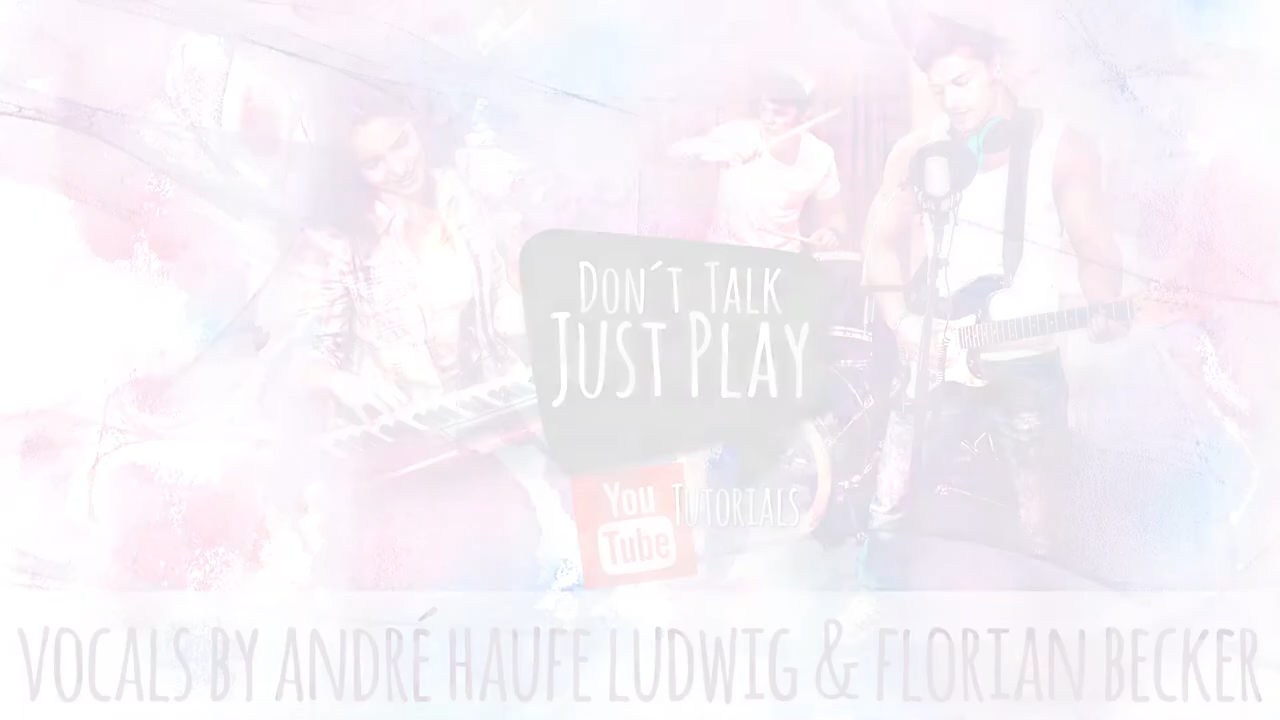 Don´t Talk
Just Play
You
Tube
Tutorials
VOCALS BY ANDRÉ HAUFE LUDWIG & FLORIAN BECKER